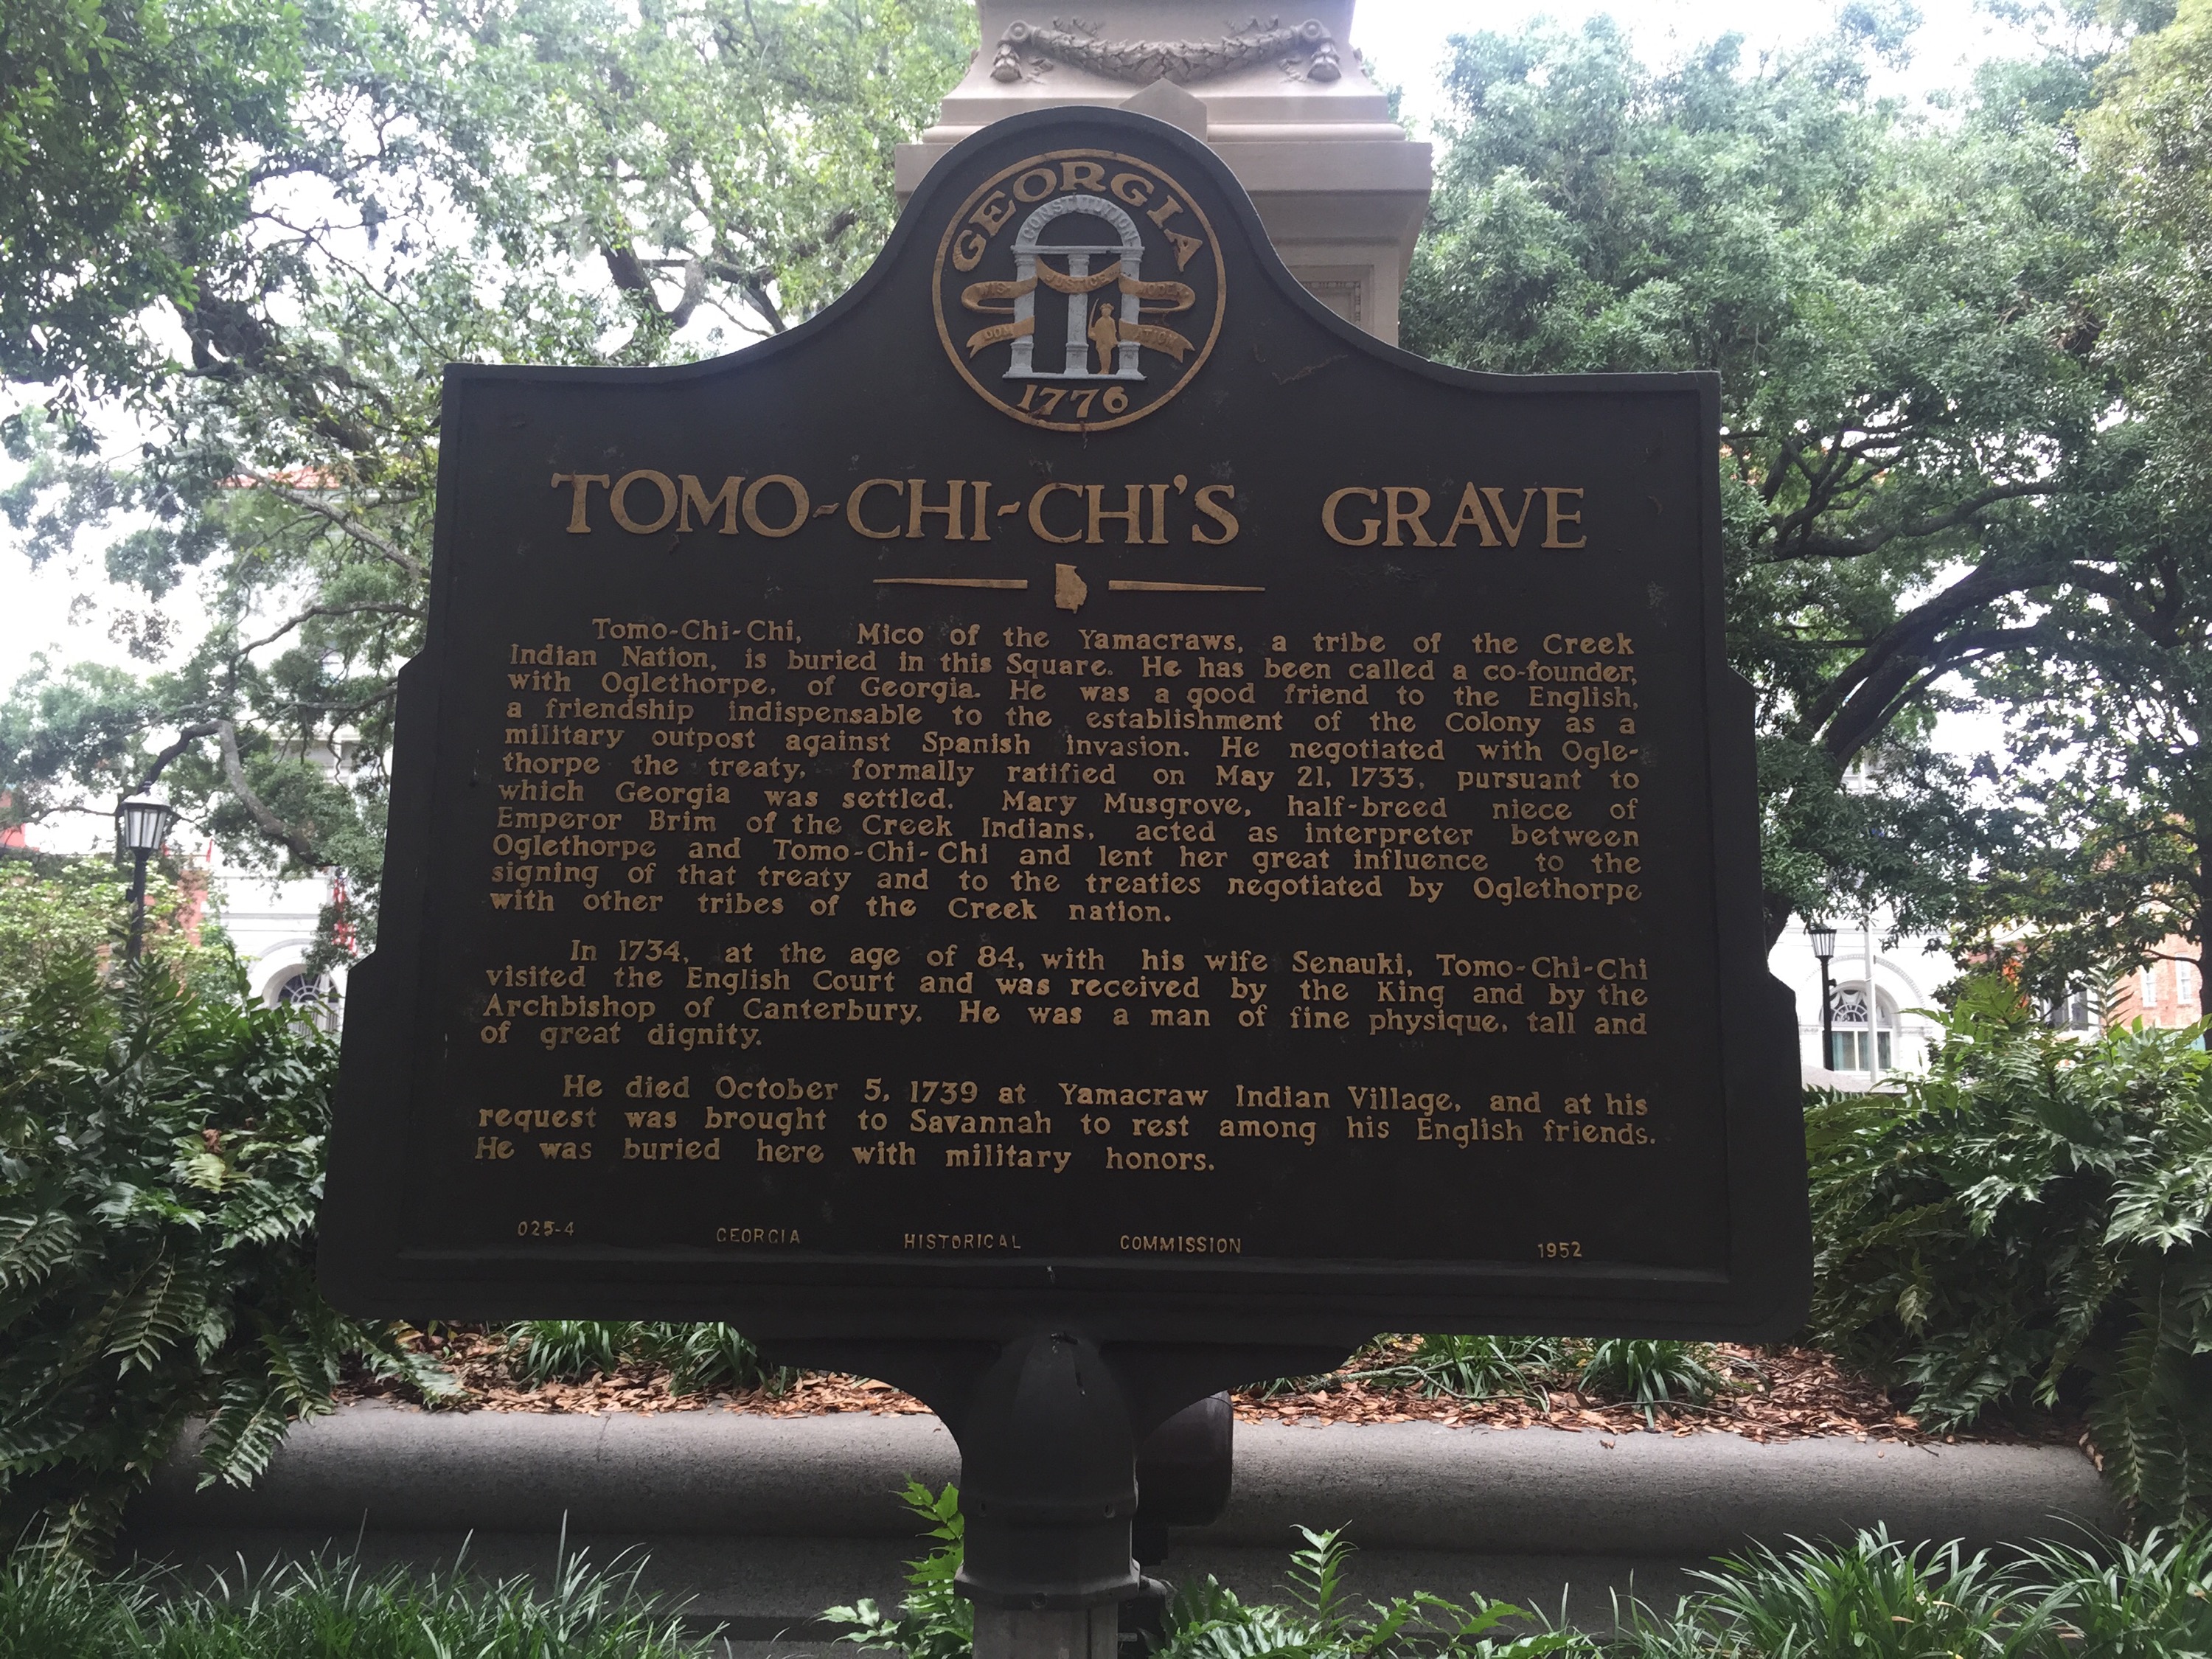 GEORGIA
CONSTITUTION
JUSTICE
1776
TOMO-CHI-CHI'S GRAVE
Tomo-Chi-Chi, Mico of the Yamacraws, a tribe of the Creek
Indian Nation, is buried in this Square. He has been called a co-founder,
with Oglethorpe, of Georgia. He was a good friend to the English,
a friendship indispensable to the establishment of the Colony as a
military outpost against Spanish invasion. He negotiated with Ogle-
thorpe the treaty, formally ratified on May 21, 1733, pursuant to
which Georgia was settled. Mary Musgrove, half-breed niece of
Emperor Brim of the Creek Indians, acted as interpreter between
Oglethorpe and Tomo-Chi-Chi and lent her great influence to the
signing of that treaty and to the treaties negotiated by Oglethorpe
with other tribes of the Creek nation.
In 1734, at the age of 84, with his wife Senauki, Tomo-Chi-Chi
visited the English Court and was received by the King and by the
Archbishop of Canterbury. He was a man of fine physique, tall and
of great dignity.
He died October 5, 1739 at Yamacraw Indian Village, and at his
request was brought to Savannah to rest among his English friends.
He was buried here with military honors.
025-4 GEORGIA HISTORICAL COMMISSION 1952